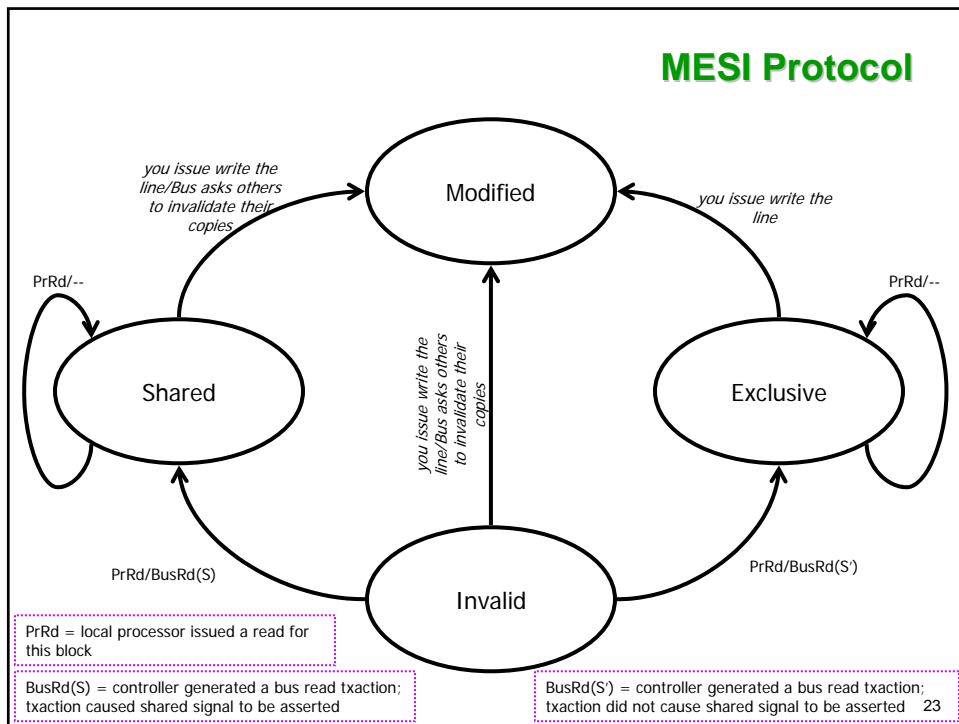 MESI Protocol
you issue write the
line/Bus asks others
to invalidate their
copies
Modified
you issue write the
line
PrRd/--
PrRd/--
Shared
you issue write the
line/Bus asks others
to invalidate their
copies
Exclusive
PrRd/BusRd(S)
PrRd/BusRd(S')
Invalid
PrRd = local processor issued a read for
this block
BusRd(S) = controller generated a bus read txaction;
txaction caused shared signal to be asserted
BusRd(S') = controller generated a bus read txaction;
txaction did not cause shared signal to be asserted
23